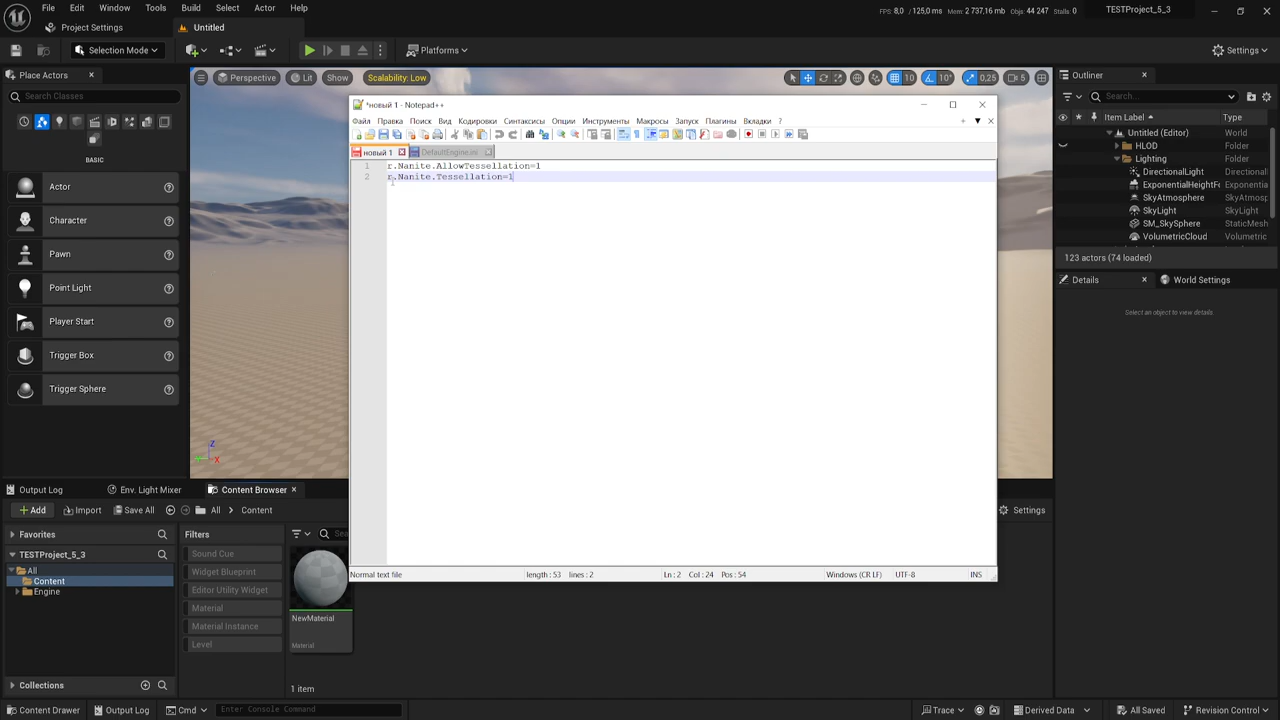 File
Edit
Window
Tools
Build
Select
Actor
Help
FPS: 8,0 / 125,0 ms
Mem: 2 737,16 mb
Objs: 44 247
Stalls: 0
TESTProject_5_3
Project Settings
Untitled
Selection Mode
Platforms
Settings
Place Actors
Search Classes
BASIC
Actor
Character
Pawn
Point Light
Player Start
Trigger Box
Trigger Sphere
Perspective
Lit
Show
Scalability: Low
10
10°
0,25
5
Z
X
*новый 1 - Notepad++
Файл
Правка
Поиск
Вид
Кодировки
Синтаксисы
Опции
Инструменты
Макросы
Запуск
Плагины
Вкладки
?
новый 1
DefaultEngine.ini
1 r.Nanite.AllowTessellation=1
2 r.Nanite.Tessellation=1
Normal text file
length : 53 lines : 2
Ln : 2 Col : 24 Pos : 54
Windows (CR LF)
UTF-8
INS
Outliner
Search...
Item Label
Type
Untitled (Editor) World
HLOD Folder
Lighting Folder
DirectionalLight Directional
ExponentialHeightFo Exponential
SkyAtmosphere SkyAtmosp
SkyLight SkyLight
SM_SkySphere StaticMesh
VolumetricCloud Volumetric
123 actors (74 loaded)
Details
World Settings
Select an object to view details.
Output Log
Env. Light Mixer
Content Browser
Add
Import
Save All
All
Content
Settings
Favorites
TESTProject_5_3
All
Content
Engine
Collections
Filters
Sound Cue
Widget Blueprint
Editor Utility Widget
Material
Material Instance
Level
Sea
NewMaterial
Material
1 item
Content Drawer
Output Log
Cmd
Enter Console Command
Trace
Derived Data
All Saved
Revision Control